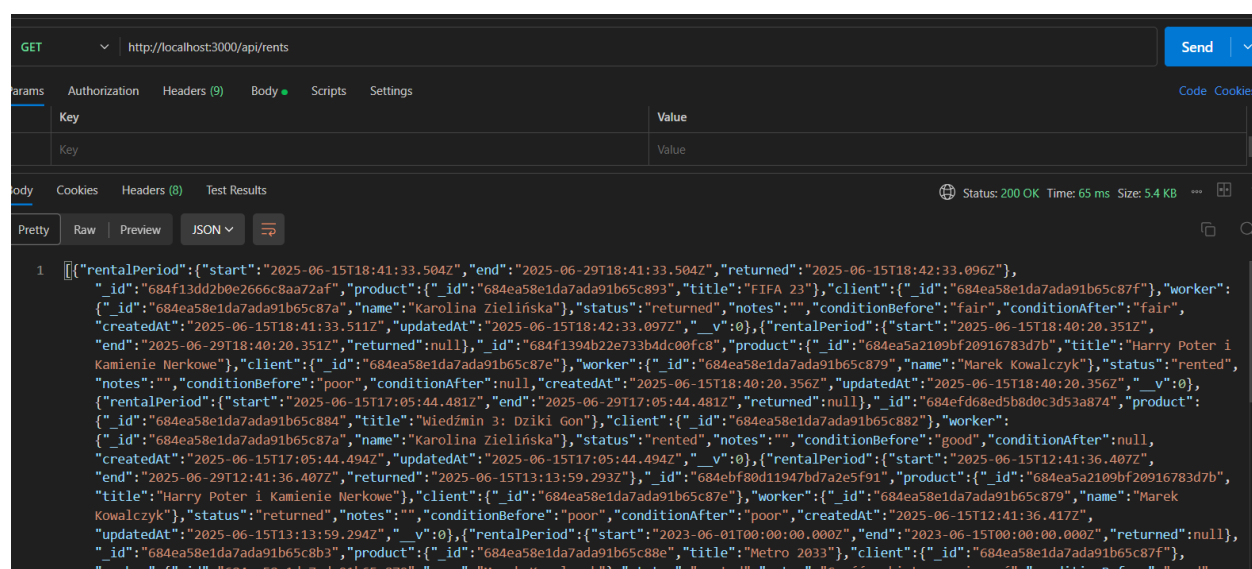 GET http://localhost:3000/api/rents Send
Params Authorization Headers (9) Body Scripts Settings Code Cookies
Key Value
Key Value
Body Cookies Headers (8) Test Results Status: 200 OK Time: 65 ms Size: 5.4 KB
Pretty Raw Preview JSON
1 [{"rentalPeriod":{"start":"2025-06-15T18:41:33.504Z","end":"2025-06-29T18:41:33.504Z","returned":"2025-06-15T18:42:33.096Z"},
"_id":"684f13dd2b0e2666c8aa72af","product":{"_id":"684ea58e1da7ada91b65c893","title":"FIFA 23"},"client":{"_id":"684ea58e1da7ada91b65c87f"},"worker":
{"_id":"684ea58e1da7ada91b65c87a","name":"Karolina Zielińska"},"status":"returned","notes":"","conditionBefore":"fair","conditionAfter":"fair",
"createdAt":"2025-06-15T18:41:33.511Z","updatedAt":"2025-06-15T18:42:33.097Z","__v":0},{"rentalPeriod":{"start":"2025-06-15T18:40:20.351Z",
"end":"2025-06-29T18:40:20.351Z","returned":null},"_id":"684f1394b22e733b4dc00fc8","product":{"_id":"684ea5a2109bf20916783d7b","title":"Harry Poter i
Kamienie Nerkowe"},"client":{"_id":"684ea58e1da7ada91b65c87e"},"worker":{"_id":"684ea58e1da7ada91b65c879","name":"Marek Kowalczyk"},"status":"rented",
"notes":"","conditionBefore":"poor","conditionAfter":null,"createdAt":"2025-06-15T18:40:20.356Z","updatedAt":"2025-06-15T18:40:20.356Z","__v":0},
{"rentalPeriod":{"start":"2025-06-15T17:05:44.481Z","end":"2025-06-29T17:05:44.481Z","returned":null},"_id":"684efd68ed5b8d0c3d53a874","product":
{"_id":"684ea58e1da7ada91b65c884","title":"Wiedźmin 3: Dziki Gon"},"client":{"_id":"684ea58e1da7ada91b65c882"},"worker":
{"_id":"684ea58e1da7ada91b65c87a","name":"Karolina Zielińska"},"status":"rented","notes":"","conditionBefore":"good","conditionAfter":null,
"createdAt":"2025-06-15T17:05:44.494Z","updatedAt":"2025-06-15T17:05:44.494Z","__v":0},{"rentalPeriod":{"start":"2025-06-15T12:41:36.407Z",
"end":"2025-06-29T12:41:36.407Z","returned":"2025-06-15T13:13:59.293Z"},"_id":"684ebf80d11947bd7a2e5f91","product":{"_id":"684ea5a2109bf20916783d7b",
"title":"Harry Poter i Kamienie Nerkowe"},"client":{"_id":"684ea58e1da7ada91b65c87e"},"worker":{"_id":"684ea58e1da7ada91b65c879","name":"Marek
Kowalczyk"},"status":"returned","notes":"","conditionBefore":"poor","conditionAfter":"poor","createdAt":"2025-06-15T12:41:36.417Z",
"updatedAt":"2025-06-15T13:13:59.294Z","__v":0},{"rentalPeriod":{"start":"2023-06-01T00:00:00.000Z","end":"2023-06-15T00:00:00.000Z","returned":null},
"_id":"684ea58e1da7ada91b65c8b3","product":{"_id":"684ea58e1da7ada91b65c88e","title":"Metro 2033"},"client":{"_id":"684ea58e1da7ada91b65c87f"},